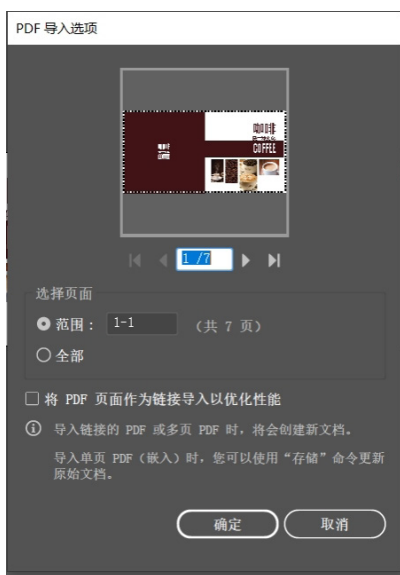 PDF 导入选项
咖啡
COFFEE
1 /7
选择页面
范围： 1-1 (共 7 页)
全部
将 PDF 页面作为链接导入以优化性能
导入链接的 PDF 或多页 PDF 时，将会创建新文档。
导入单页 PDF（嵌入）时，您可以使用“存储”命令更新
原始文档。
确定 取消